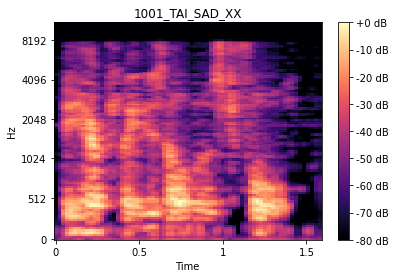 1001_TAI_SAD_XX
8192
4096
2048
1024
512
0
Hz
0
0.5
1
1.5
Time
+0 dB
-10 dB
-20 dB
-30 dB
-40 dB
-50 dB
-60 dB
-70 dB
-80 dB